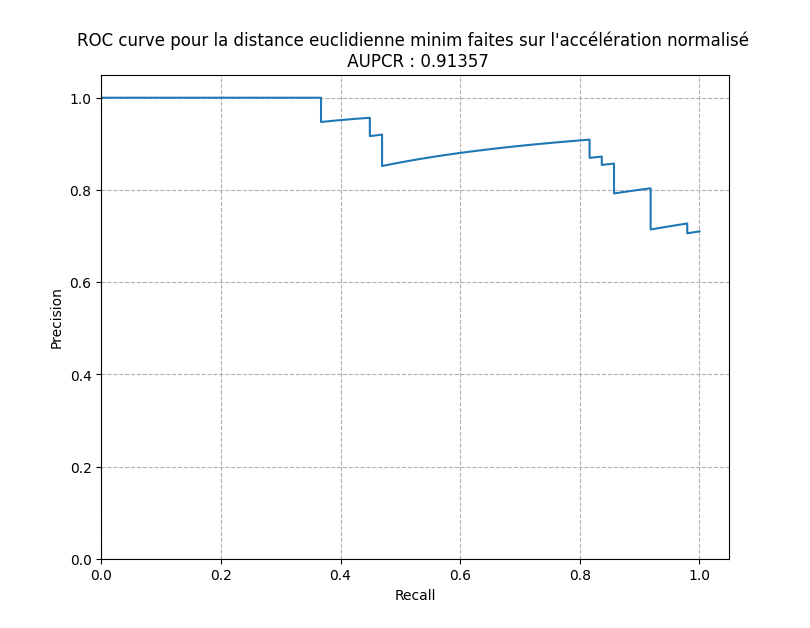 ROC curve pour la distance euclidienne minim faites sur l'accélération normalisé
AUPCR : 0.91357
1.0
0.8
0.6
0.4
0.2
0.0
Precision
0.0 0.2 0.4 0.6 0.8 1.0
Recall